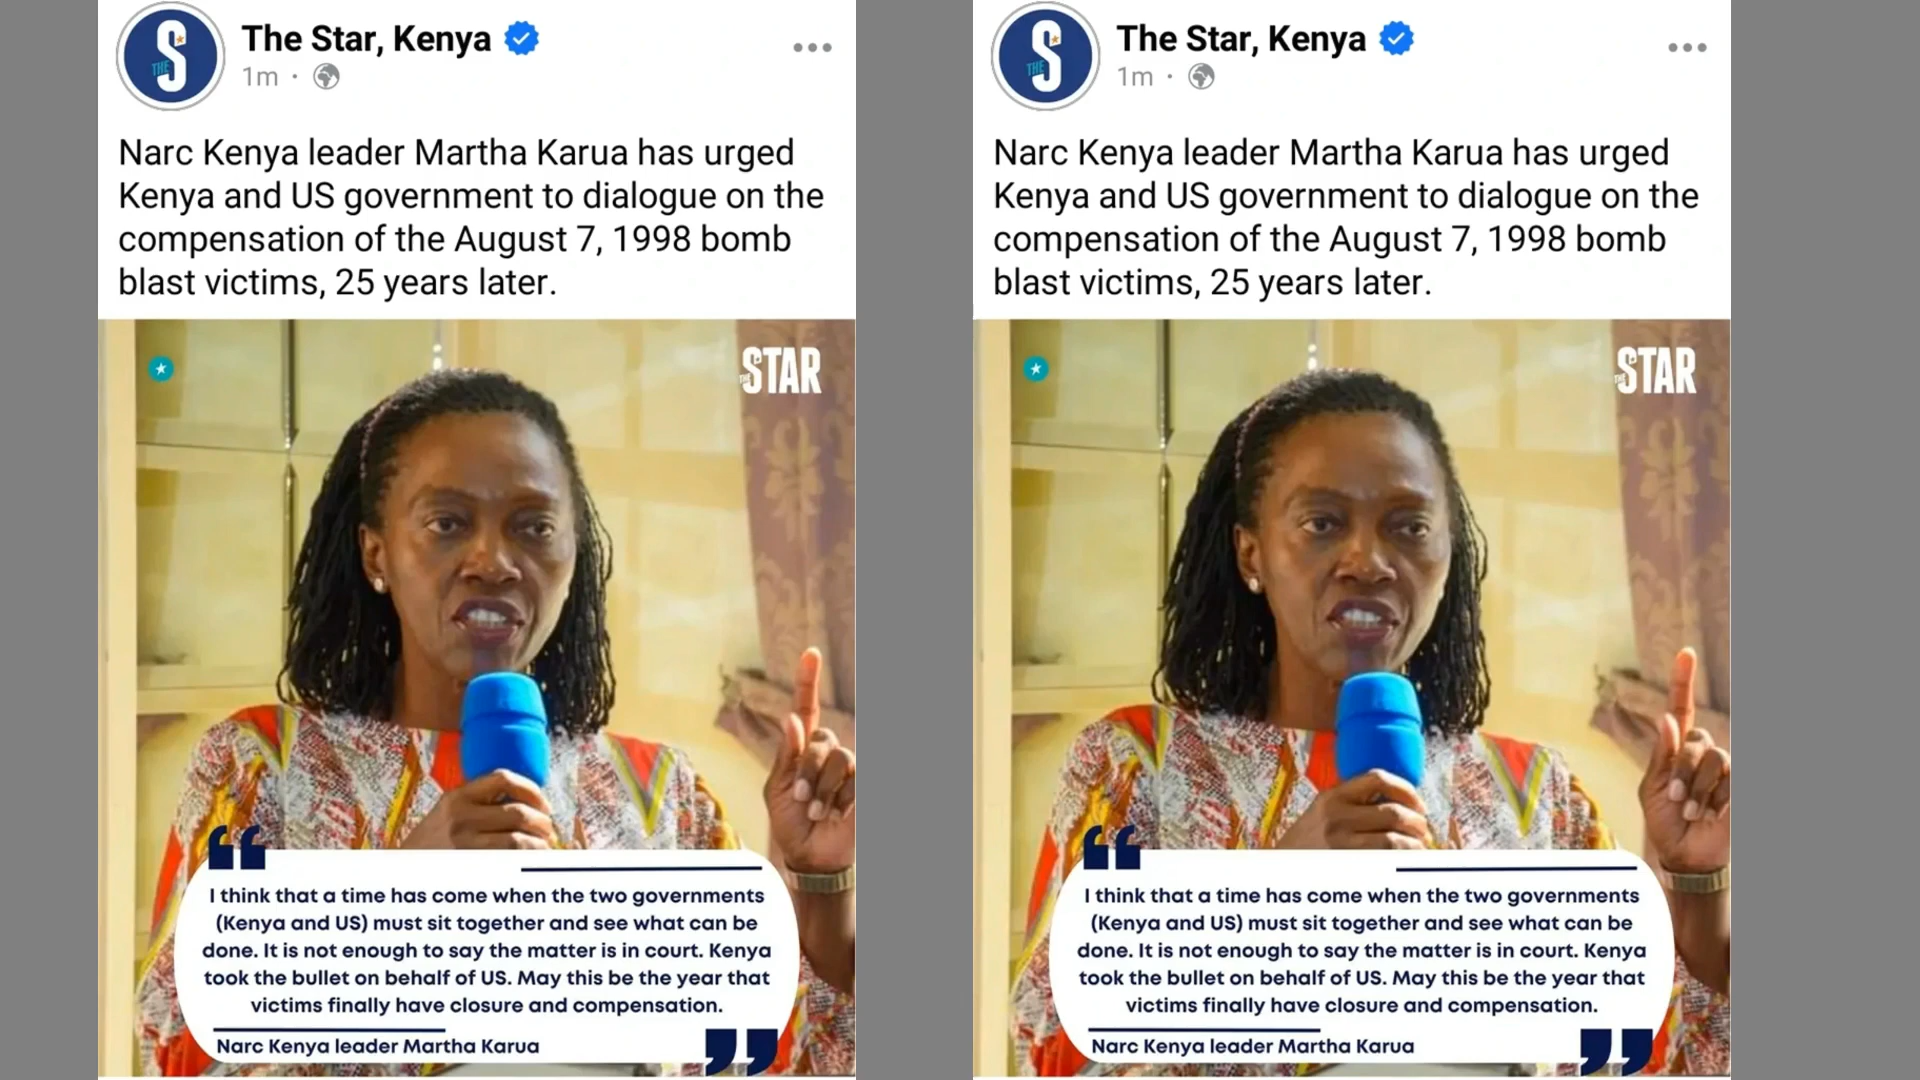 The Star, Kenya
1m ·
Narc Kenya leader Martha Karua has urged
Kenya and US government to dialogue on the
compensation of the August 7, 1998 bomb
blast victims, 25 years later.
THE STAR
I think that a time has come when the two governments
(Kenya and US) must sit together and see what can be
done. It is not enough to say the matter is in court. Kenya
took the bullet on behalf of US. May this be the year that
victims finally have closure and compensation.
Narc Kenya leader Martha Karua
The Star, Kenya
1m ·
Narc Kenya leader Martha Karua has urged
Kenya and US government to dialogue on the
compensation of the August 7, 1998 bomb
blast victims, 25 years later.
THE STAR
I think that a time has come when the two governments
(Kenya and US) must sit together and see what can be
done. It is not enough to say the matter is in court. Kenya
took the bullet on behalf of US. May this be the year that
victims finally have closure and compensation.
Narc Kenya leader Martha Karua